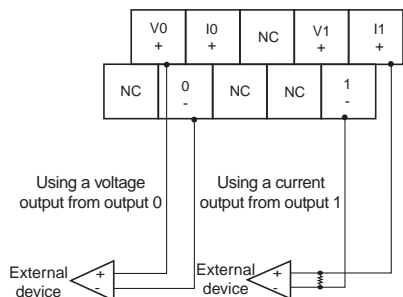 V0 I0 NC V1 I1
+ + + +
NC 0 NC NC 1
- -
Using a voltage
output from output 0
Using a current
output from output 1
External
device
+
-
External
device
+
-